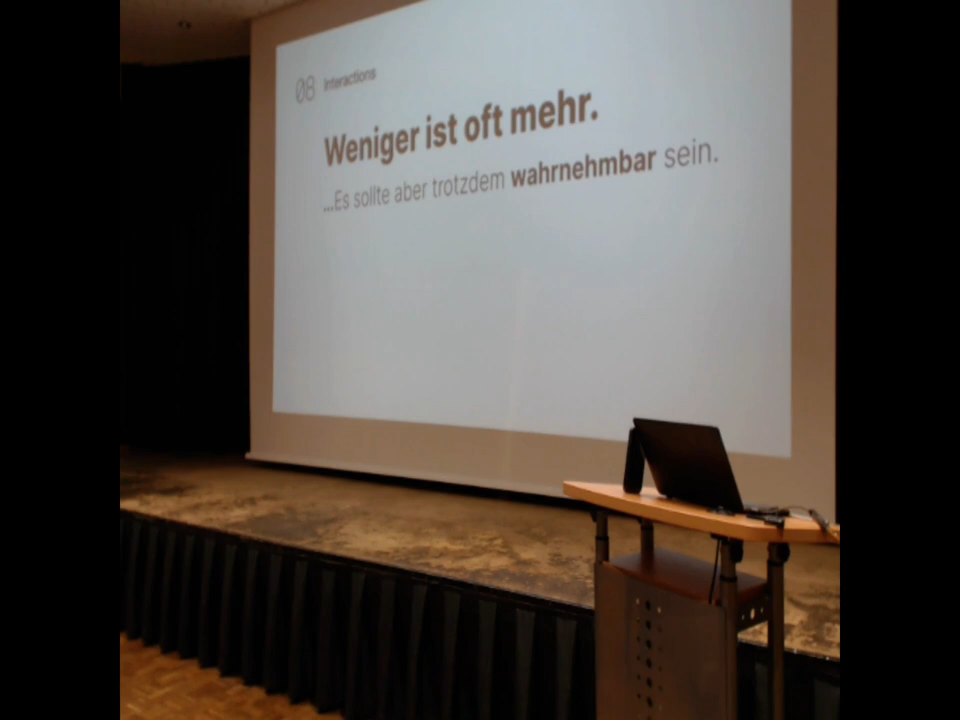 08 Interactions
Weniger ist oft mehr.
...Es sollte aber trotzdem wahrnehmbar sein.